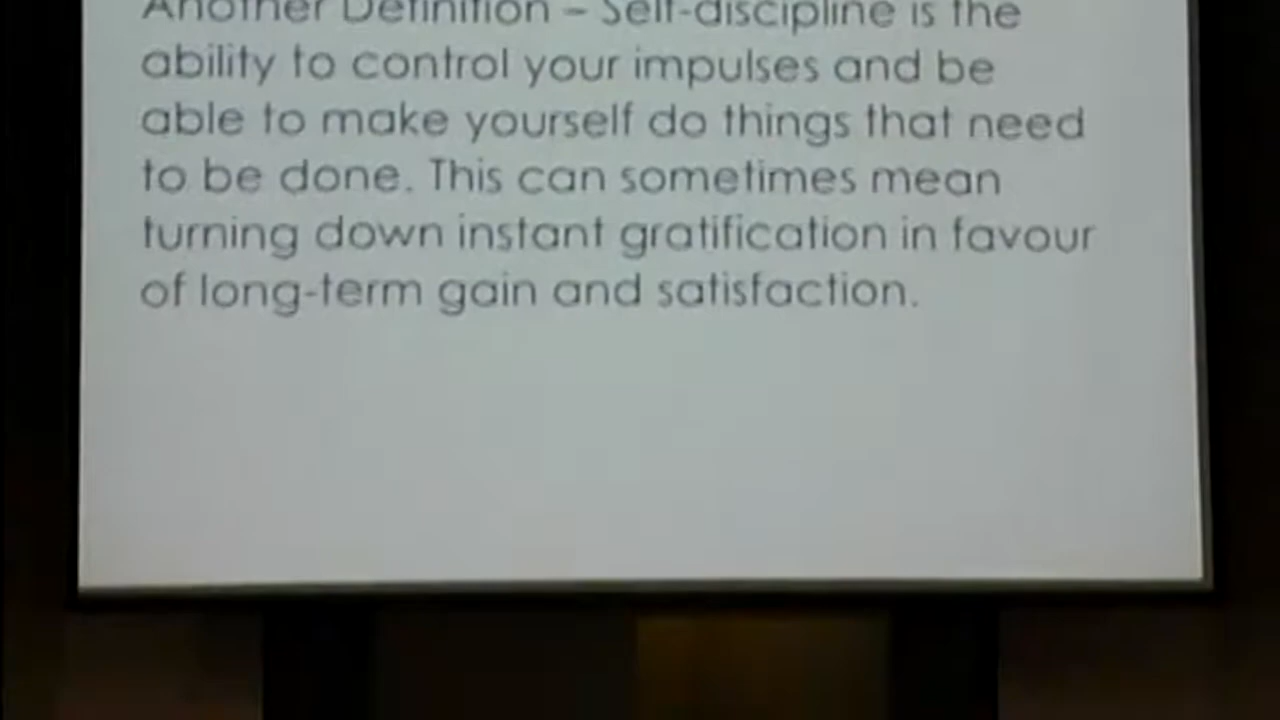 Another Definition – Self-discipline is the
ability to control your impulses and be
able to make yourself do things that need
to be done. This can sometimes mean
turning down instant gratification in favour
of long-term gain and satisfaction.